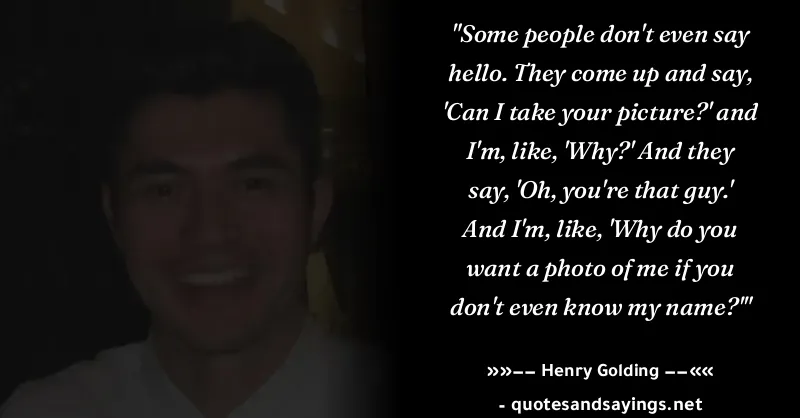 "Some people don't even say
hello. They come up and say,
'Can I take your picture?' and
I'm, like, 'Why?' And they
say, 'Oh, you're that guy.'
And I'm, like, 'Why do you
want a photo of me if you
don't even know my name?'"
»»−− Henry Golding −−««
- quotesandsayings.net